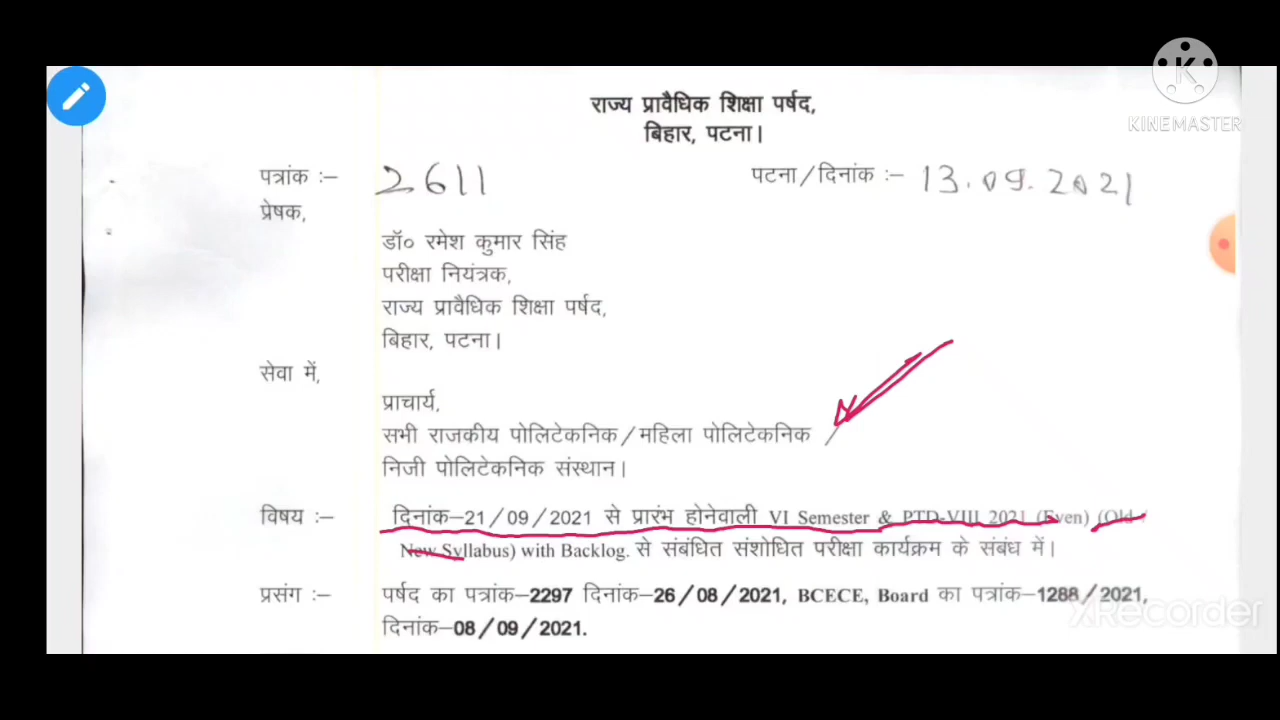 राज्य प्रावैधिक शिक्षा पर्षद,
बिहार, पटना।
KINEMASTER
पत्रांक :– 2611 पटना/दिनांक :– 13.09.2021
प्रेषक,
डॉ० रमेश कुमार सिंह
परीक्षा नियंत्रक,
राज्य प्रावैधिक शिक्षा पर्षद,
बिहार, पटना।
सेवा में,
प्राचार्य,
सभी राजकीय पोलिटेकनिक/महिला पोलिटेकनिक /
निजी पोलिटेकनिक संस्थान।
विषय :– दिनांक–21/09/2021 से प्रारंभ होनेवाली VI Semester & PTD-VIII 2021 (Even) (Old /
New Syllabus) with Backlog. से संबंधित संशोधित परीक्षा कार्यक्रम के संबंध में।
प्रसंग :– पर्षद का पत्रांक–2297 दिनांक–26/08/2021, BCECE, Board का पत्रांक–1288/2021,
दिनांक–08/09/2021.
XRecorder